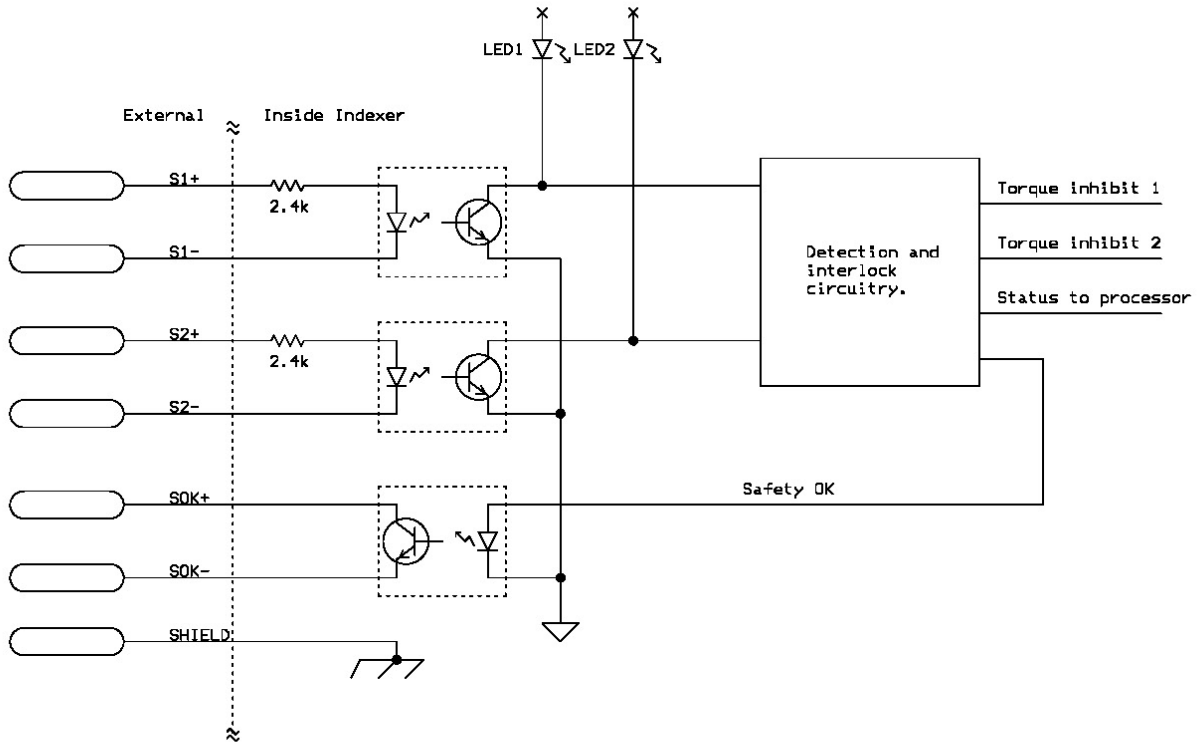 LED1
LED2
External
Inside Indexer
S1+
2.4k
S1-
S2+
2.4k
S2-
SOK+
SOK-
SHIELD
Detection and
interlock
circuitry.
Torque inhibit 1
Torque inhibit 2
Status to processor
Safety OK